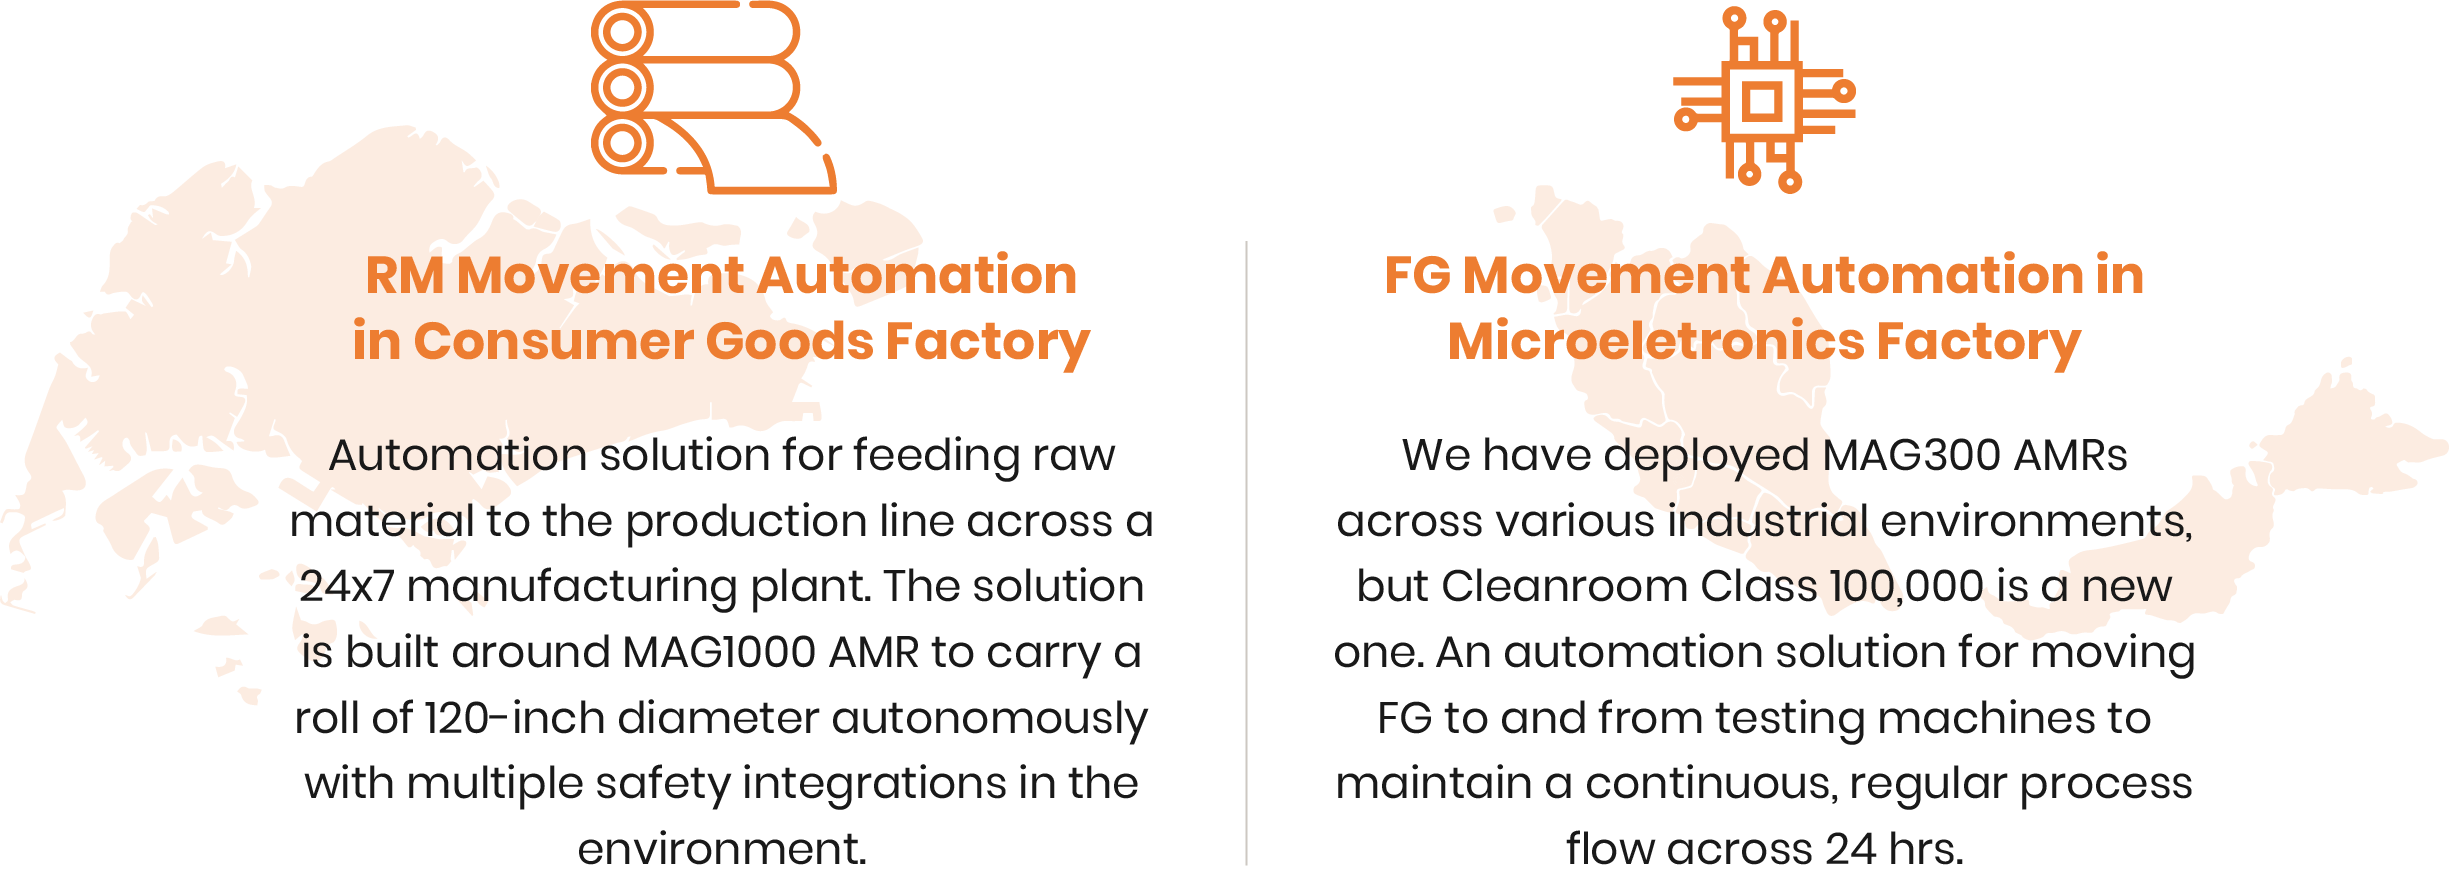 RM Movement Automation
in Consumer Goods Factory
Automation solution for feeding raw
material to the production line across a
24x7 manufacturing plant. The solution
is built around MAG1000 AMR to carry a
roll of 120-inch diameter autonomously
with multiple safety integrations in the
environment.
FG Movement Automation in
Microeletronics Factory
We have deployed MAG300 AMRs
across various industrial environments,
but Cleanroom Class 100,000 is a new
one. An automation solution for moving
FG to and from testing machines to
maintain a continuous, regular process
flow across 24 hrs.